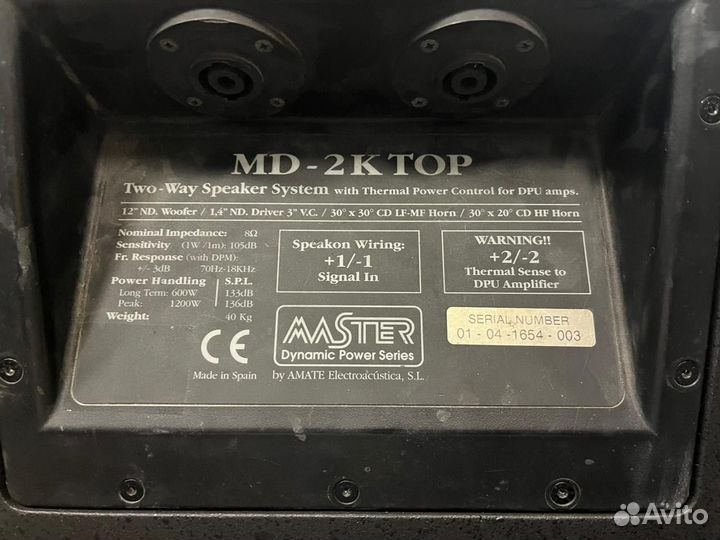 MD-2K TOP
Two-Way Speaker System with Thermal Power Control for DPU amps.
12" ND. Woofer / 1,4" ND. Driver 3" V.C. / 30° x 30° CD LF-MF Horn / 30° x 20° CD HF Horn
Nominal Impedance: 8Ω
Sensitivity (1W/1m): 105dB
Fr. Response (with DPM):
+/- 3dB 70Hz-18KHz
Power Handling S.P.L
Long Term: 600W 133dB
Peak: 1200W 136dB
Weight: 40 Kg
CE
Made in Spain
Speakon Wiring:
+1/-1
Signal In
WARNING!!
+2/-2
Thermal Sense to
DPU Amplifier
MASTER
Dynamic Power Series
by AMATE Electroacústica, S.L.
SERIAL NUMBER
01-04-1654-003
Avito